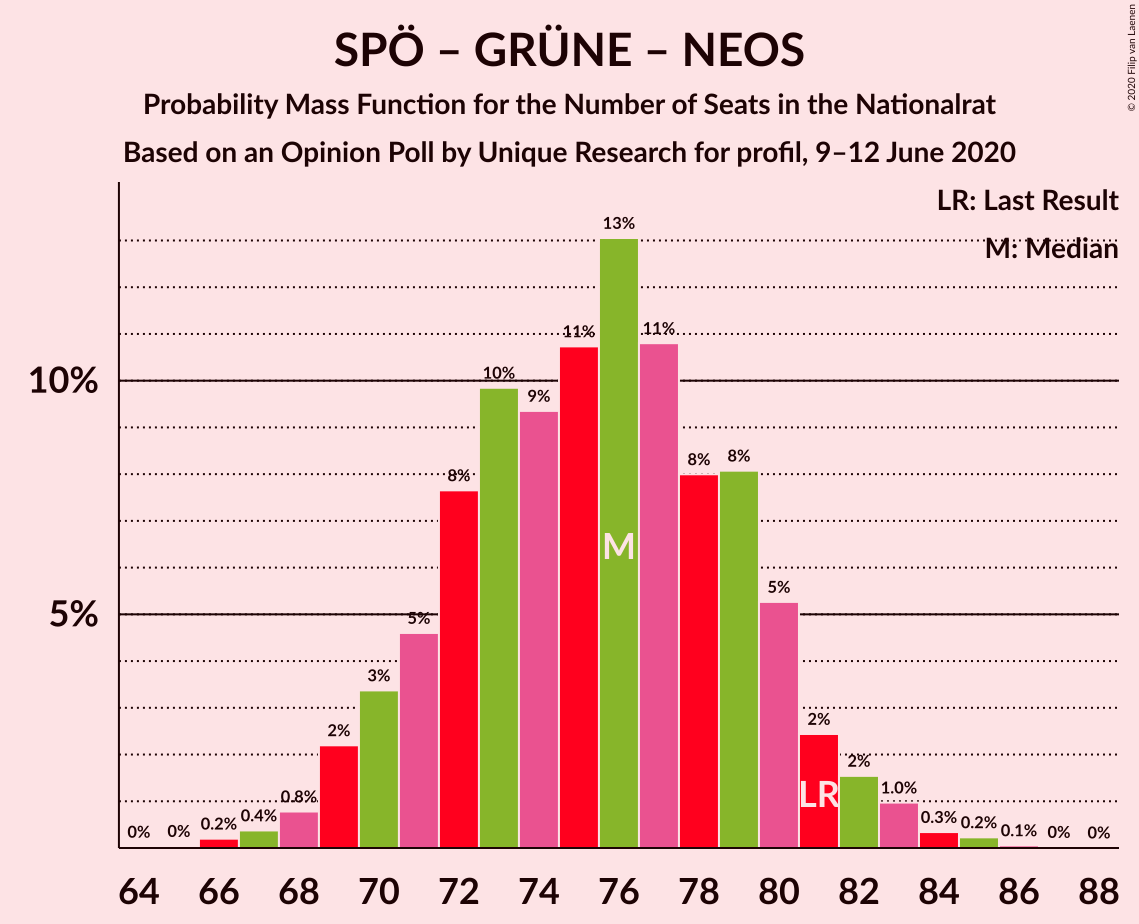 SPÖ – GRÜNE – NEOS
Probability Mass Function for the Number of Seats in the Nationalrat
Based on an Opinion Poll by Unique Research for profil, 9–12 June 2020
© 2020 Filip van Laenen
LR: Last Result
M: Median
10%
5%
0% 0% 0.2% 0.4% 0.8% 2% 3% 5% 8% 10% 9% 11% 13% 11% 8% 8% 5% 2% 2% 1.0% 0.3% 0.2% 0.1% 0% 0%
M
LR
64 66 68 70 72 74 76 78 80 82 84 86 88